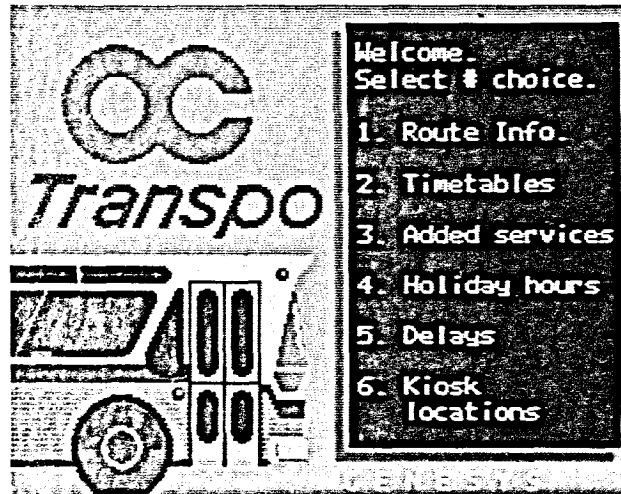 OC
Transpo
Welcome.
Select # choice.
1. Route Info.
2. Timetables
3. Added services
4. Holiday hours
5. Delays
6. Kiosk
locations
GENESYS